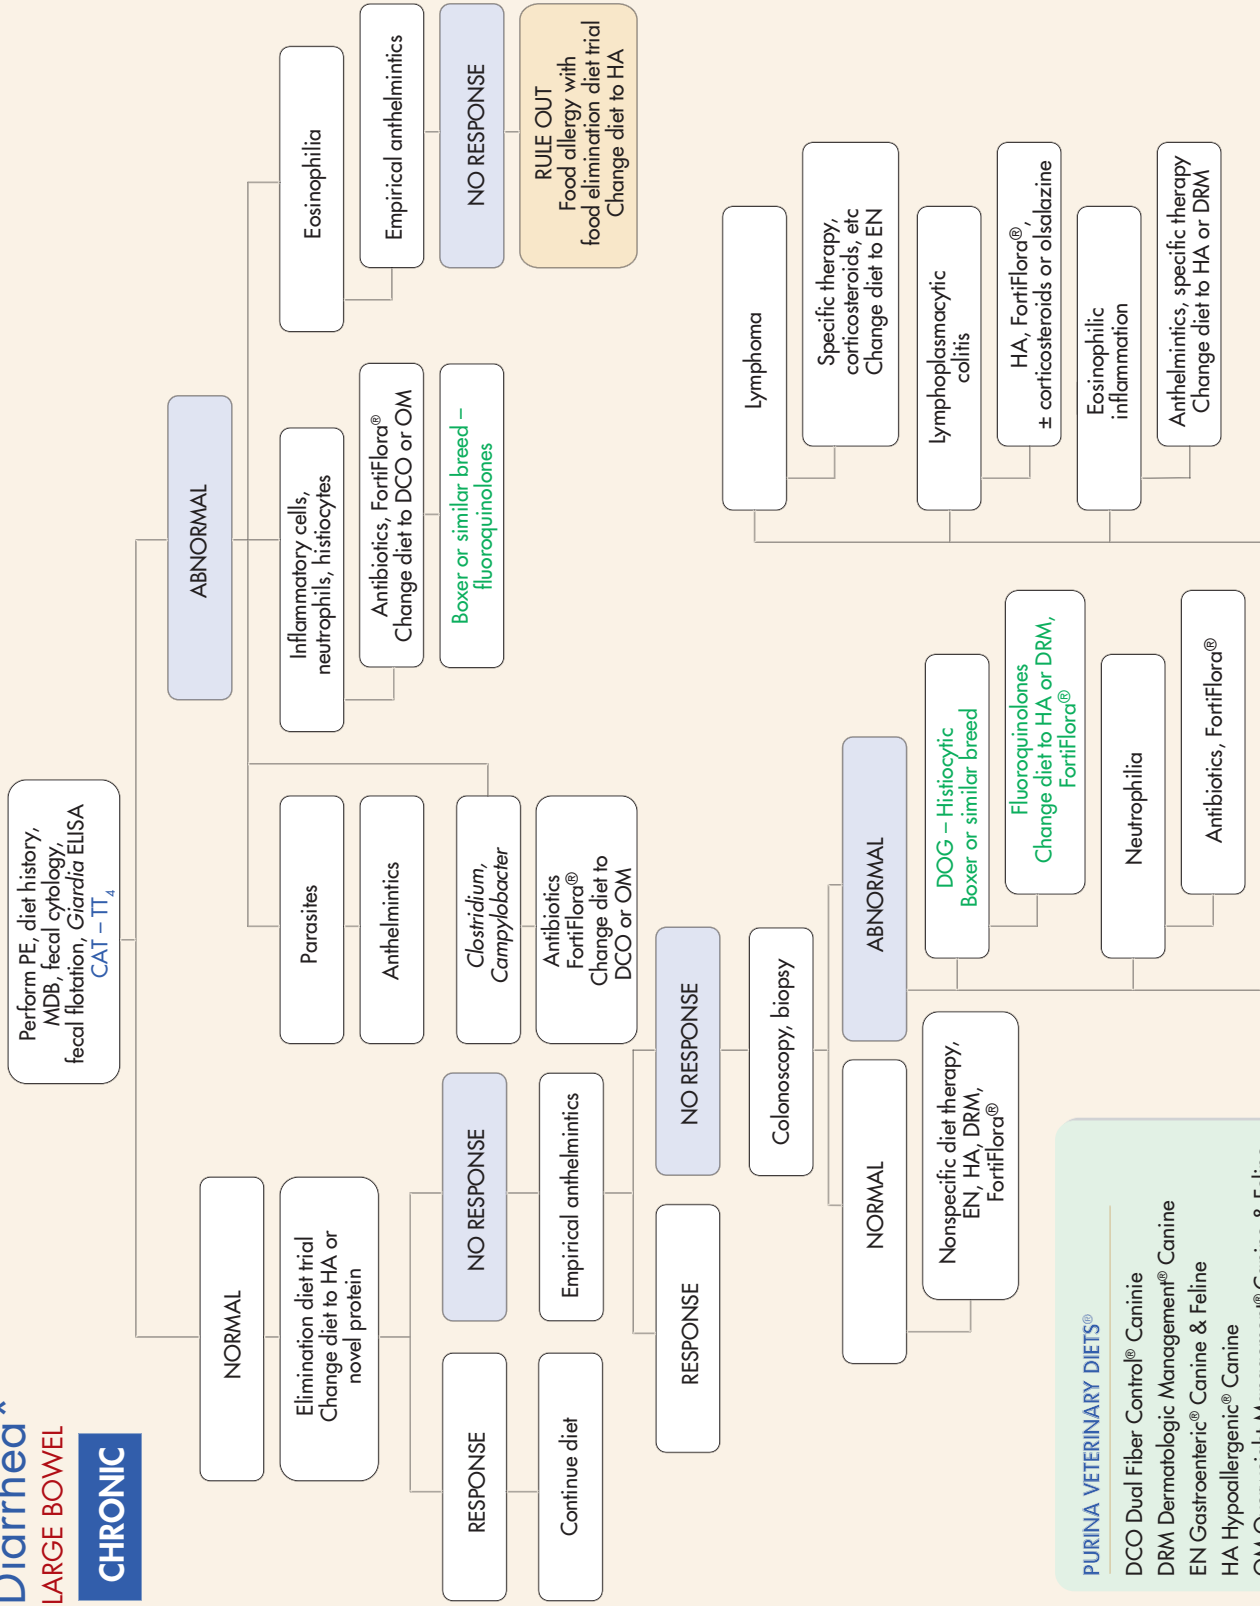 Diarrhea*
LARGE BOWEL
CHRONIC
Perform PE, diet history,
MDB, fecal cytology,
fecal flotation, Giardia ELISA
CAT – TT4
NORMAL
Elimination diet trial
Change diet to HA or
novel protein
RESPONSE
Continue diet
NO RESPONSE
Empirical anthelmintics
RESPONSE
NO RESPONSE
Colonoscopy, biopsy
NORMAL
Nonspecific diet therapy,
EN, HA, DRM,
FortiFlora®
ABNORMAL
DOG – Histiocytic
Boxer or similar breed
Fluoroquinolones
Change diet to HA or DRM,
FortiFlora®
Neutrophilia
Antibiotics, FortiFlora®
Lymphoma
Specific therapy,
corticosteroids, etc
Change diet to EN
Lymphoplasmacytic
colitis
HA, FortiFlora®,
± corticosteroids or olsalazine
Eosinophilic
inflammation
Anthelmintics, specific therapy
Change diet to HA or DRM
ABNORMAL
Parasites
Anthelmintics
Clostridium,
Campylobacter
Antibiotics
FortiFlora®
Change diet to
DCO or OM
Inflammatory cells,
neutrophils, histiocytes
Antibiotics, FortiFlora®
Change diet to DCO or OM
Boxer or similar breed –
fluoroquinolones
Eosinophilia
Empirical anthelmintics
NO RESPONSE
RULE OUT
Food allergy with
food elimination diet trial
Change diet to HA
PURINA VETERINARY DIETS®
DCO Dual Fiber Control® Caninie
DRM Dermatologic Management® Canine
EN Gastroenteric® Canine & Feline
HA Hypoallergenic® Canine